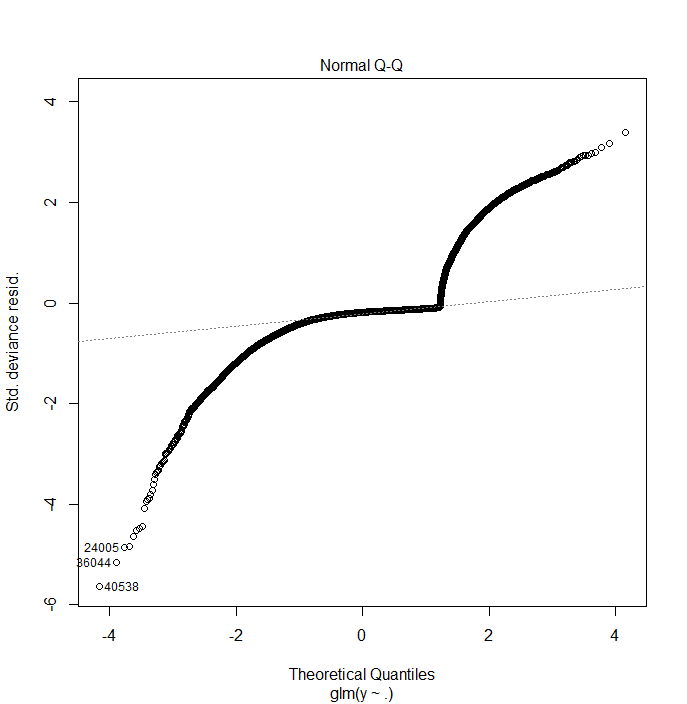 Normal Q-Q
4
2
0
-2
-4
-6
Std. deviance resid.
24005
36044
40538
-4 -2 0 2 4
Theoretical Quantiles
glm(y ~ .)